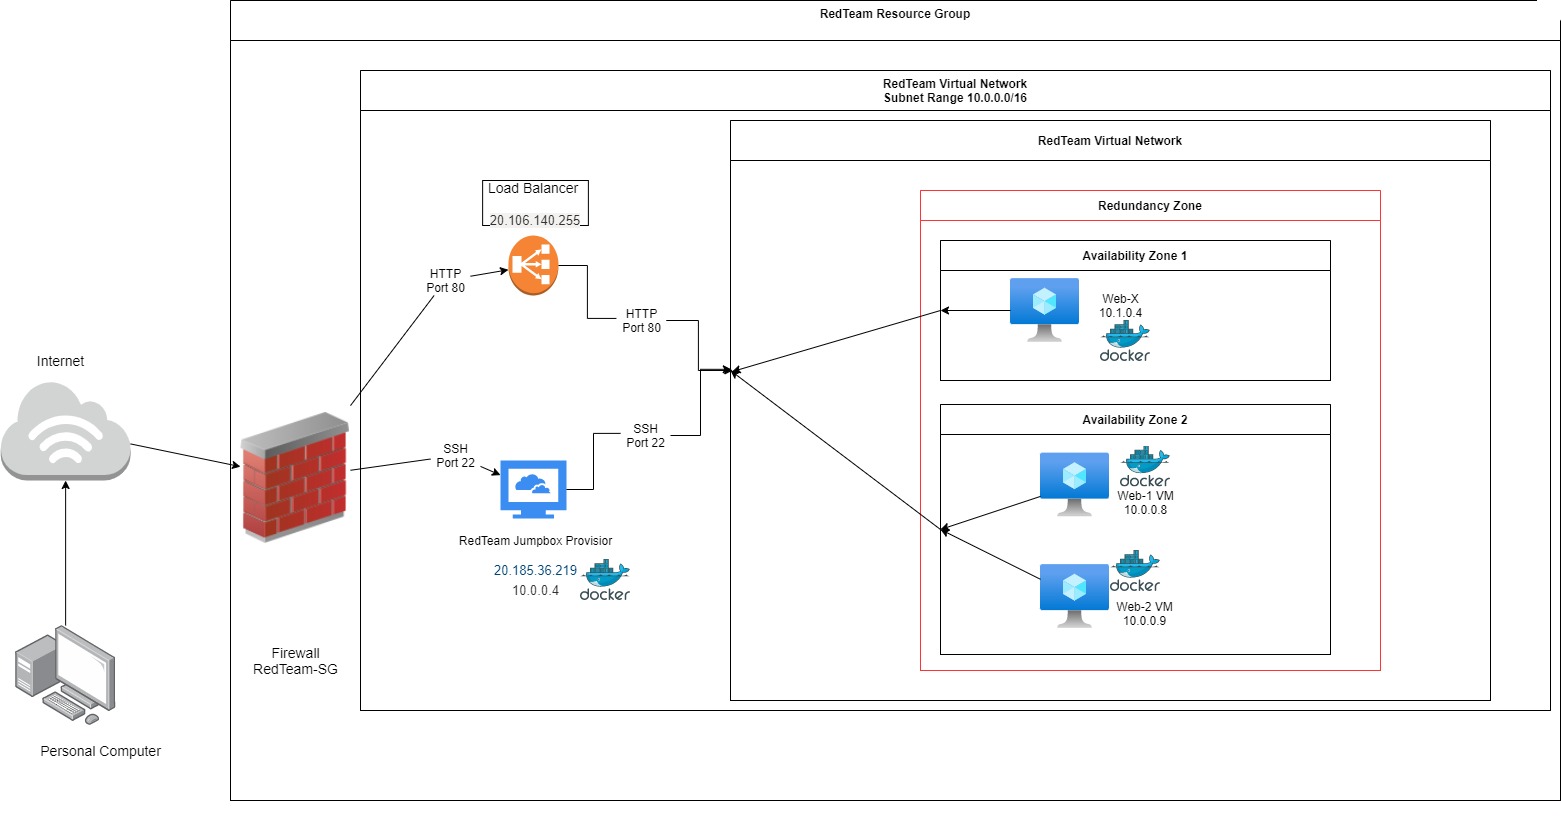 RedTeam Resource Group
RedTeam Virtual Network
Subnet Range 10.0.0.0/16
RedTeam Virtual Network
Load Balancer
20.106.140.255
Redundancy Zone
Availability Zone 1
HTTP
Port 80
Web-X
10.1.0.4
docker
HTTP
Port 80
Internet
Availability Zone 2
SSH
Port 22
SSH
Port 22
docker
Web-1 VM
10.0.0.8
RedTeam Jumpbox Provisior
20.185.36.219
10.0.0.4
docker
docker
Web-2 VM
10.0.0.9
Firewall
RedTeam-SG
Personal Computer